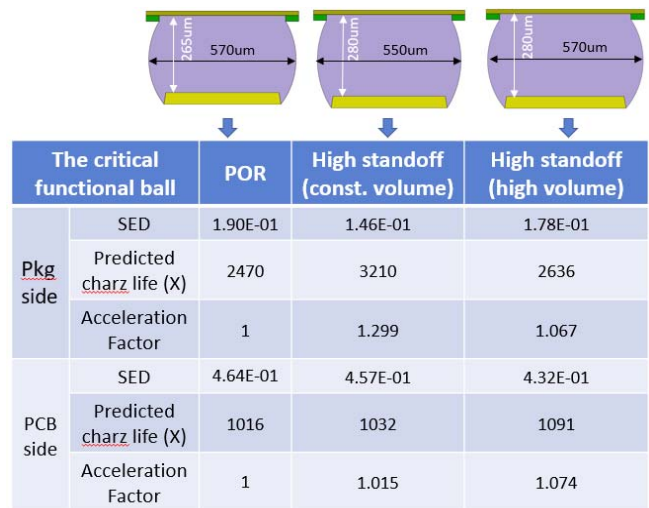 265um
570um
280um
550um
280um
570um
The critical
functional ball
POR
High standoff
(const. volume)
High standoff
(high volume)
Pkg
side
SED
1.90E-01
1.46E-01
1.78E-01
Predicted
charz life (X)
2470
3210
2636
Acceleration
Factor
1
1.299
1.067
PCB
side
SED
4.64E-01
4.57E-01
4.32E-01
Predicted
charz life (X)
1016
1032
1091
Acceleration
Factor
1
1.015
1.074